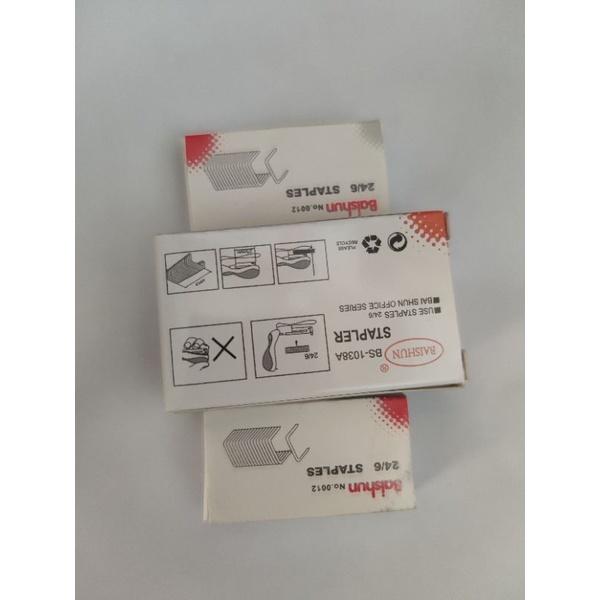 Baishun No.0012
24/6 STAPLES
BAISHUN ®
BS-1038A
STAPLER
■USE STAPLES 24/6
■BAI SHUN OFFICE SERIES
PLEASE
RECYCLE
24/6
Baishun No.0012
24/6 STAPLES